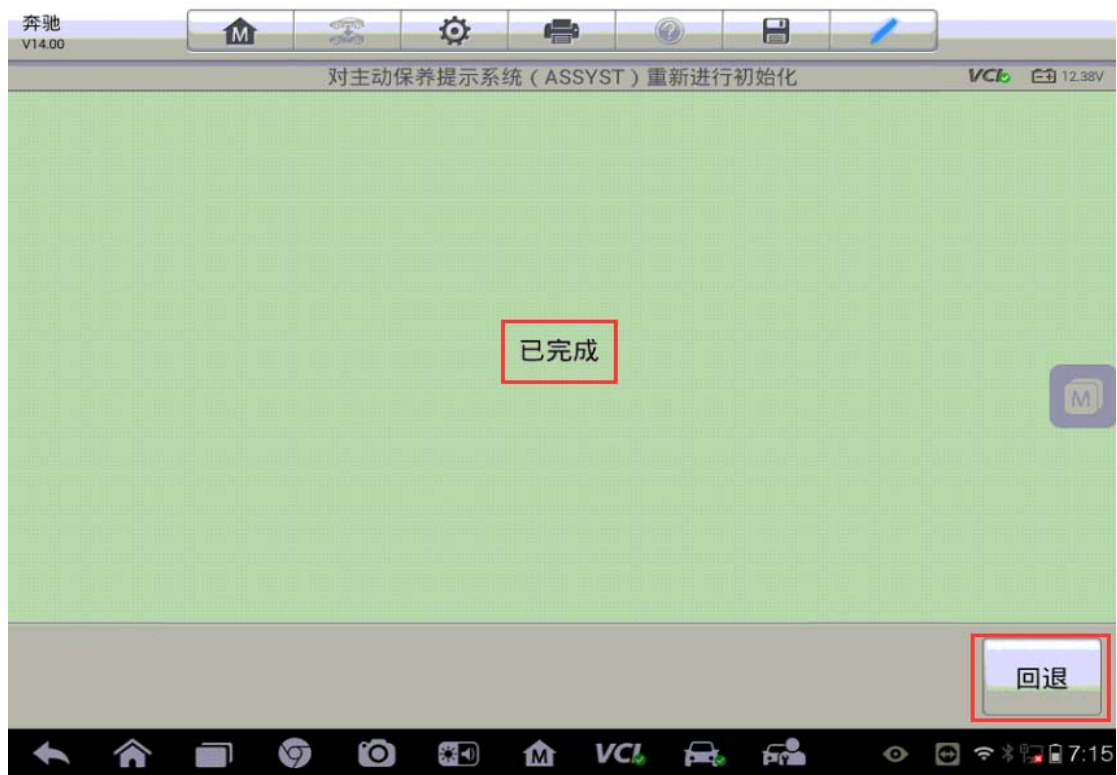 奔驰
V14.00
M
对主动保养提示系统（ASSYST）重新进行初始化
VCI 12.38V
已完成
M
回退
M VCI 7:15